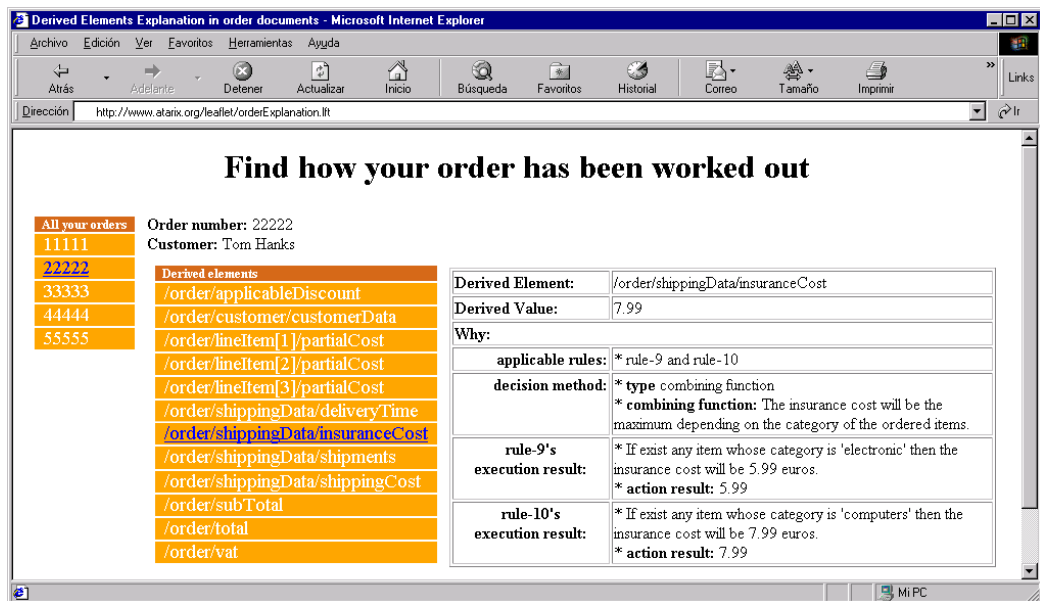 Derived Elements Explanation in order documents - Microsoft Internet Explorer
Archivo Edición Ver Favoritos Herramientas Ayuda
Atrás Adelante Detener Actualizar Inicio Búsqueda Favoritos Historial Correo Tamaño Imprimir » Links
Dirección http://www.atarix.org/leaflet/orderExplanation.lft Ir
Find how your order has been worked out
All your orders
11111
22222
33333
44444
55555
Order number: 22222
Customer: Tom Hanks
Derived elements
/order/applicableDiscount
/order/customer/customerData
/order/lineItem[1]/partialCost
/order/lineItem[2]/partialCost
/order/lineItem[3]/partialCost
/order/shippingData/deliveryTime
/order/shippingData/insuranceCost
/order/shippingData/shipments
/order/shippingData/shippingCost
/order/subTotal
/order/total
/order/vat
Derived Element: /order/shippingData/insuranceCost
Derived Value: 7.99
Why:
applicable rules: * rule-9 and rule-10
decision method: * type combining function
* combining function: The insurance cost will be the
maximum depending on the category of the ordered items.
rule-9's
execution result:
* If exist any item whose category is 'electronic' then the
insurance cost will be 5.99 euros.
* action result: 5.99
rule-10's
execution result:
* If exist any item whose category is 'computers' then the
insurance cost will be 7.99 euros.
* action result: 7.99
Mi PC